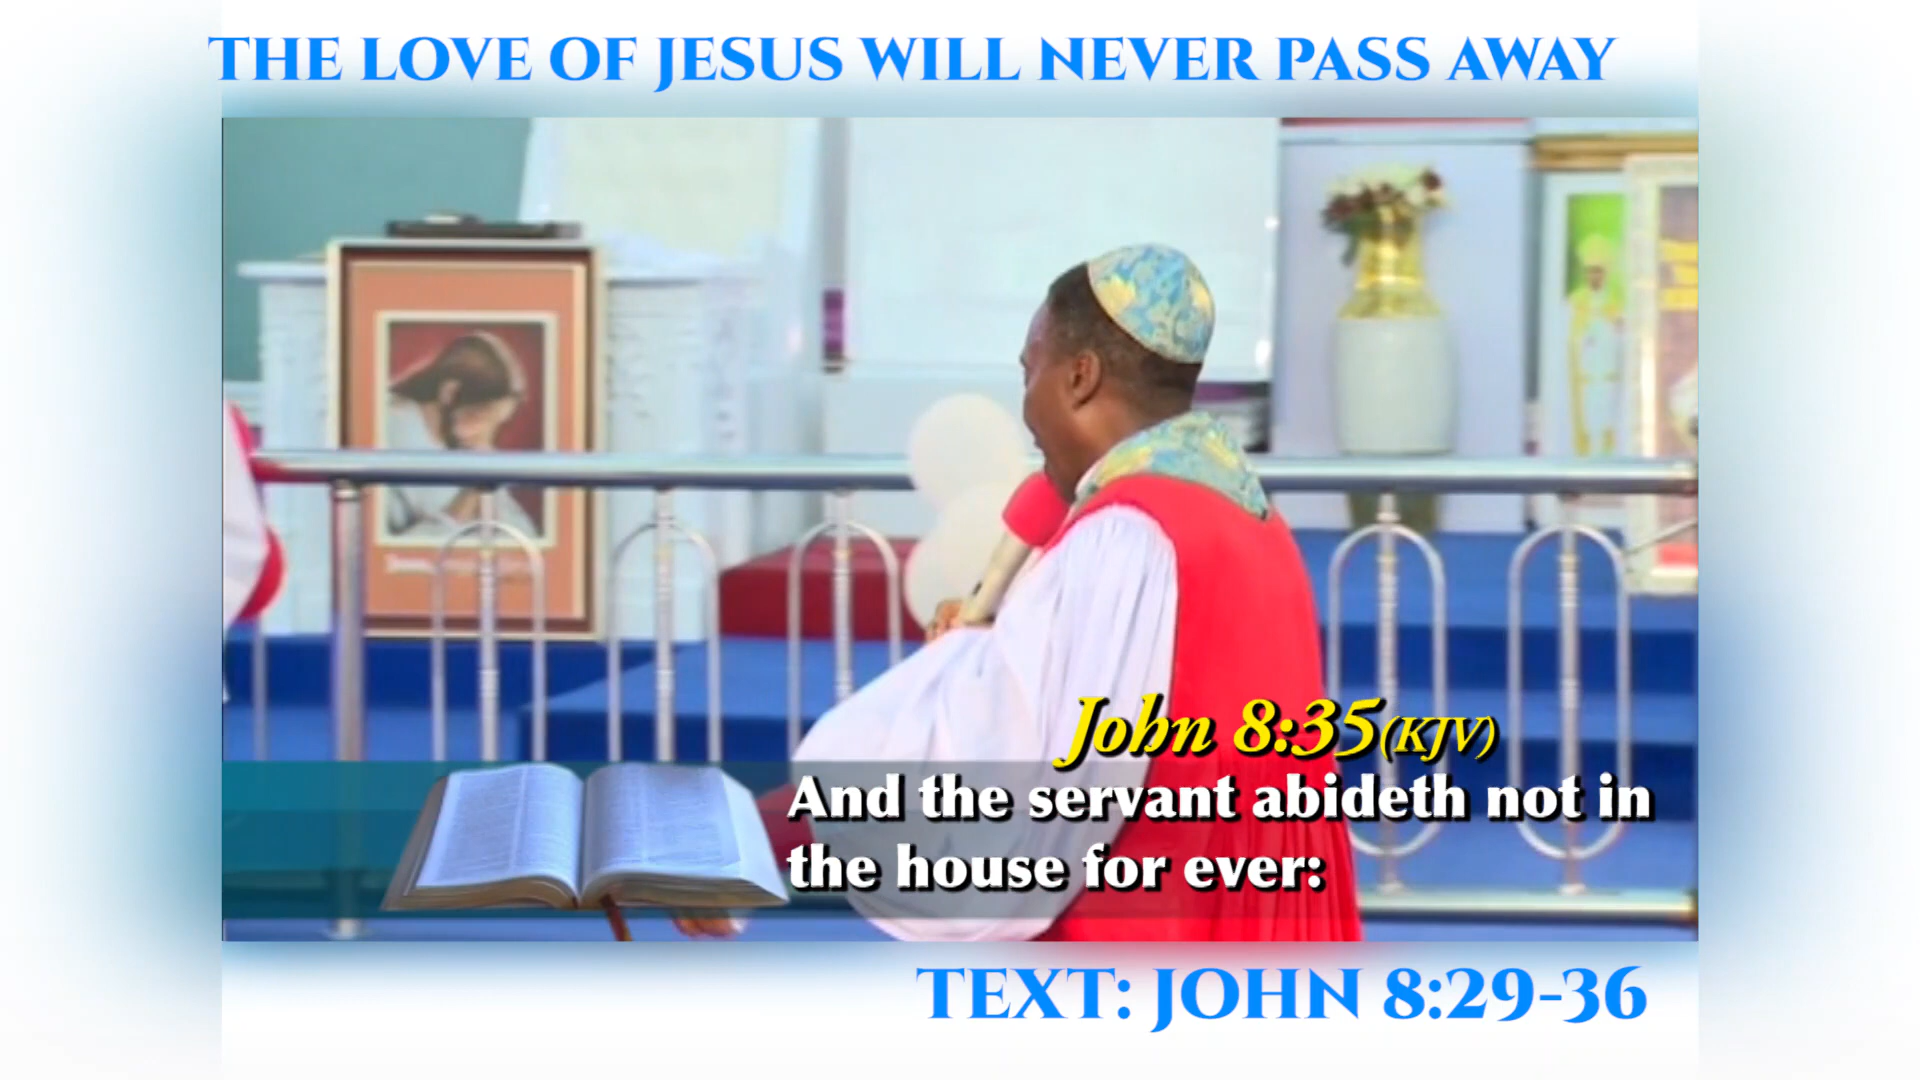 THE LOVE OF JESUS WILL NEVER PASS AWAY
John 8:35(KJV)
And the servant abideth not in
the house for ever:
TEXT: JOHN 8:29-36